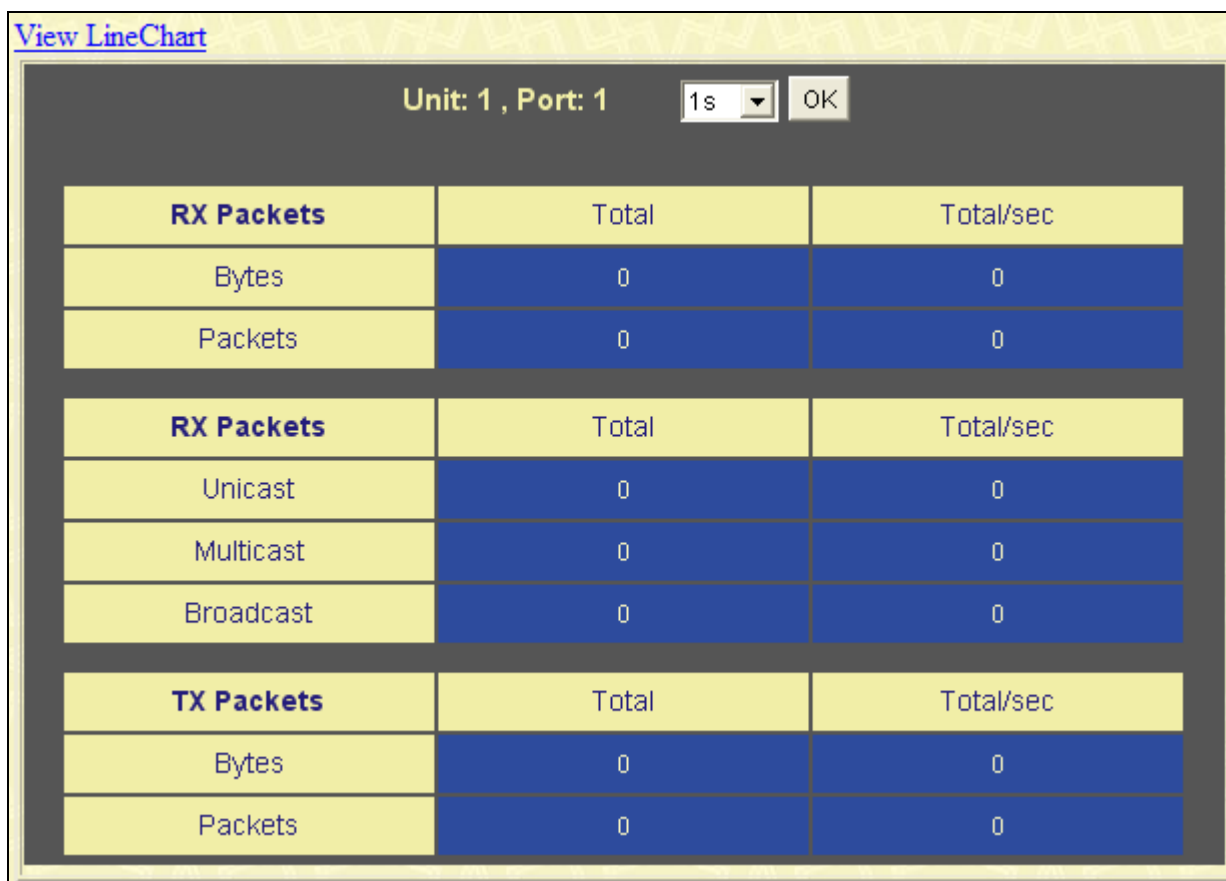 View LineChart
Unit: 1 , Port: 1 1s OK
RX Packets Total Total/sec
Bytes 0 0
Packets 0 0
RX Packets Total Total/sec
Unicast 0 0
Multicast 0 0
Broadcast 0 0
TX Packets Total Total/sec
Bytes 0 0
Packets 0 0